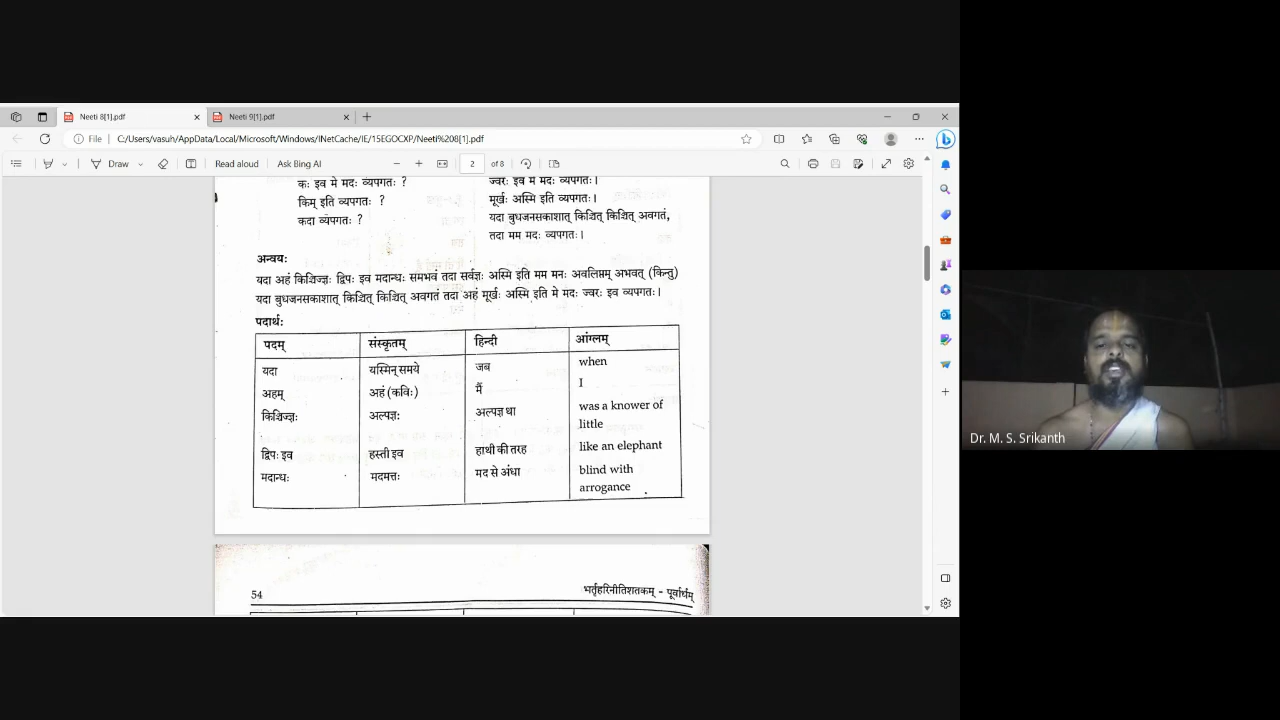 Neeti 8[1].pdf
Neeti 9[1].pdf
File
C:/Users/vasuh/AppData/Local/Microsoft/Windows/INetCache/IE/15EGOCXP/Neeti%208[1].pdf
Draw
Read aloud
Ask Bing AI
2 of 8
कः इव मे मदः व्यपगतः ? ज्वरः इव मे मदः व्यपगतः।
किम् इति व्यपगतः ? मूर्खः अस्मि इति व्यपगतः।
कदा व्यपगतः ? यदा बुधजनसकाशात् किञ्चित् किञ्चित् अवगतं,
तदा मम मदः व्यपगतः।
अन्वयः
यदा अहं किञ्चिज्ज्ञः द्विपः इव मदान्धः समभवं तदा सर्वज्ञः अस्मि इति मम मनः अवलिप्तम् अभवत् (किन्तु)
यदा बुधजनसकाशात् किञ्चित् किञ्चित् अवगतं तदा अहं मूर्खः अस्मि इति मे मदः ज्वरः इव व्यपगतः।
पदार्थः
पदम् संस्कृतम् हिन्दी आंग्लम्
यदा यस्मिन् समये जब when
अहम् अहं (कविः) मैं I
किञ्चिज्ज्ञः अल्पज्ञः अल्पज्ञ था was a knower of
little
द्विपः इव हस्ती इव हाथी की तरह like an elephant
मदान्धः मदमत्तः मद से अंधा blind with
arrogance
54 भर्तृहरिनीतिशतकम् - पूर्वार्धम्
Dr. M. S. Srikanth